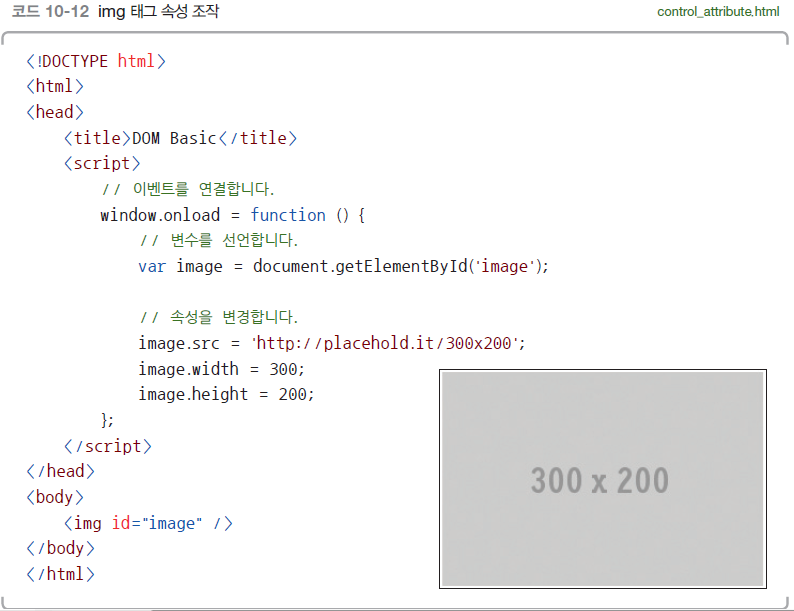 코드 10-12 img 태그 속성 조작
control_attribute.html
<!DOCTYPE html>
<html>
<head>
<title>DOM Basic</title>
<script>
// 이벤트를 연결합니다.
window.onload = function () {
// 변수를 선언합니다.
var image = document.getElementById('image');
// 속성을 변경합니다.
image.src = 'http://placehold.it/300x200';
image.width = 300;
image.height = 200;
};
</script>
</head>
<body>
<img id="image" />
</body>
</html>
300 x 200